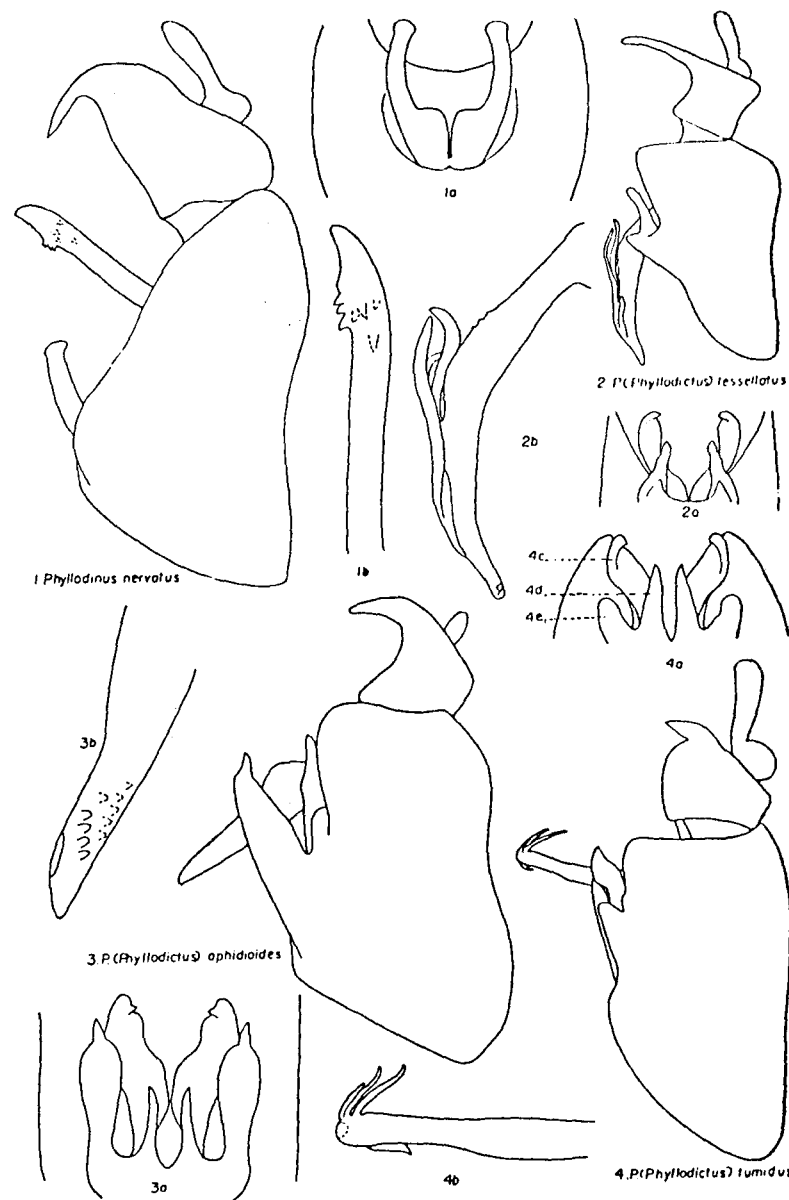 1a
2 P.(Phyllodictus) tessellatus
2b
2a
1. Phyllodinus nervatus
1b
4c
4d
4e
4a
3b
3. P.(Phyllodictus) aphidioides
3a
4b
4. P(Phyllodictus) tumidus